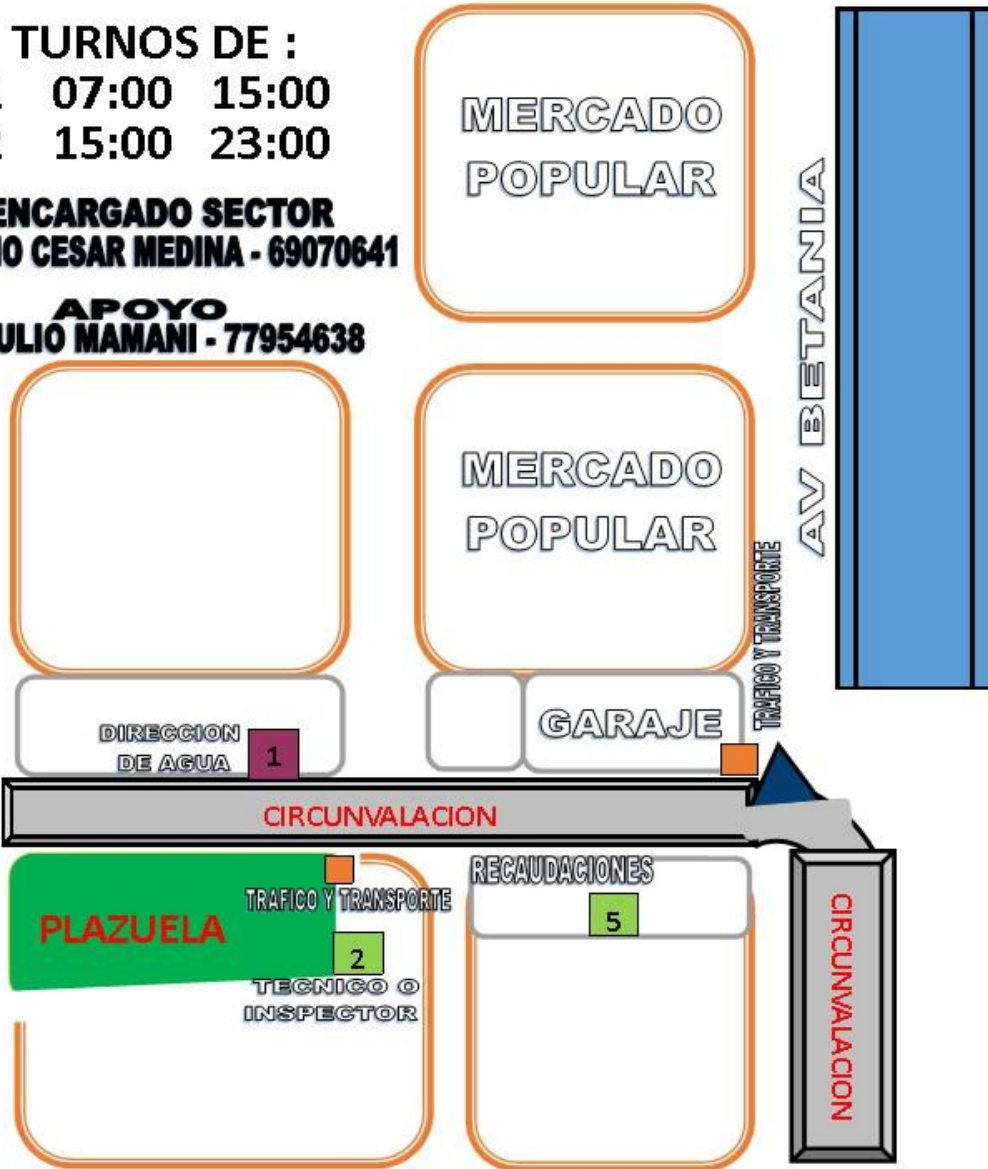 TURNOS DE :
07:00 15:00
15:00 23:00
ENCARGADO SECTOR
CESAR MEDINA - 69070641
APOYO
MAMANI - 77954638
MERCADO
POPULAR
AV BETANIA
MERCADO
POPULAR
TRAFICO Y TRANSPORTE
DIRECCION
DE AGUA
1
GARAJE
CIRCUNVALACION
PLAZUELA
TRAFICO Y TRANSPORTE
2
TECNICO O
INSPECTOR
RECAUDACIONES
5
CIRCUNVALACION